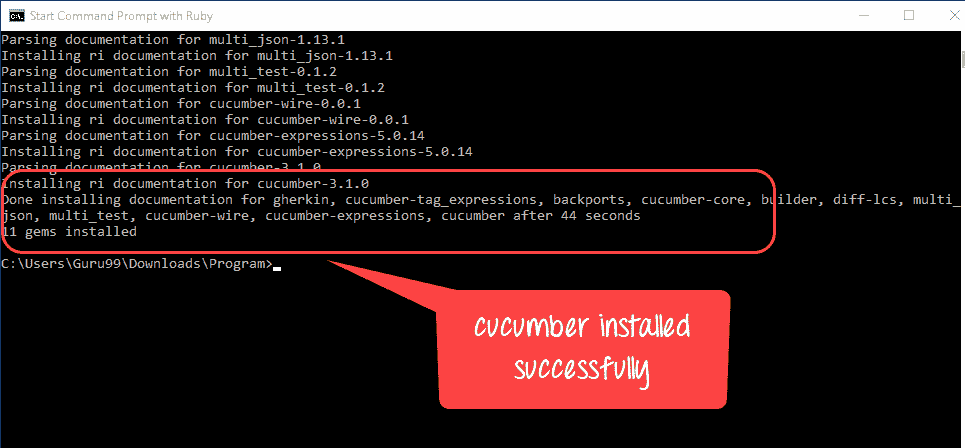 Start Command Prompt with Ruby
Parsing documentation for multi_json-1.13.1
Installing ri documentation for multi_json-1.13.1
Parsing documentation for multi_test-0.1.2
Installing ri documentation for multi_test-0.1.2
Parsing documentation for cucumber-wire-0.0.1
Installing ri documentation for cucumber-wire-0.0.1
Parsing documentation for cucumber-expressions-5.0.14
Installing ri documentation for cucumber-expressions-5.0.14
Parsing documentation for cucumber-3.1.0
Installing ri documentation for cucumber-3.1.0
Done installing documentation for gherkin, cucumber-tag_expressions, backports, cucumber-core, builder, diff-lcs, multi_
json, multi_test, cucumber-wire, cucumber-expressions, cucumber after 44 seconds
11 gems installed
C:\Users\Guru99\Downloads\Program>
cucumber installed
successfully